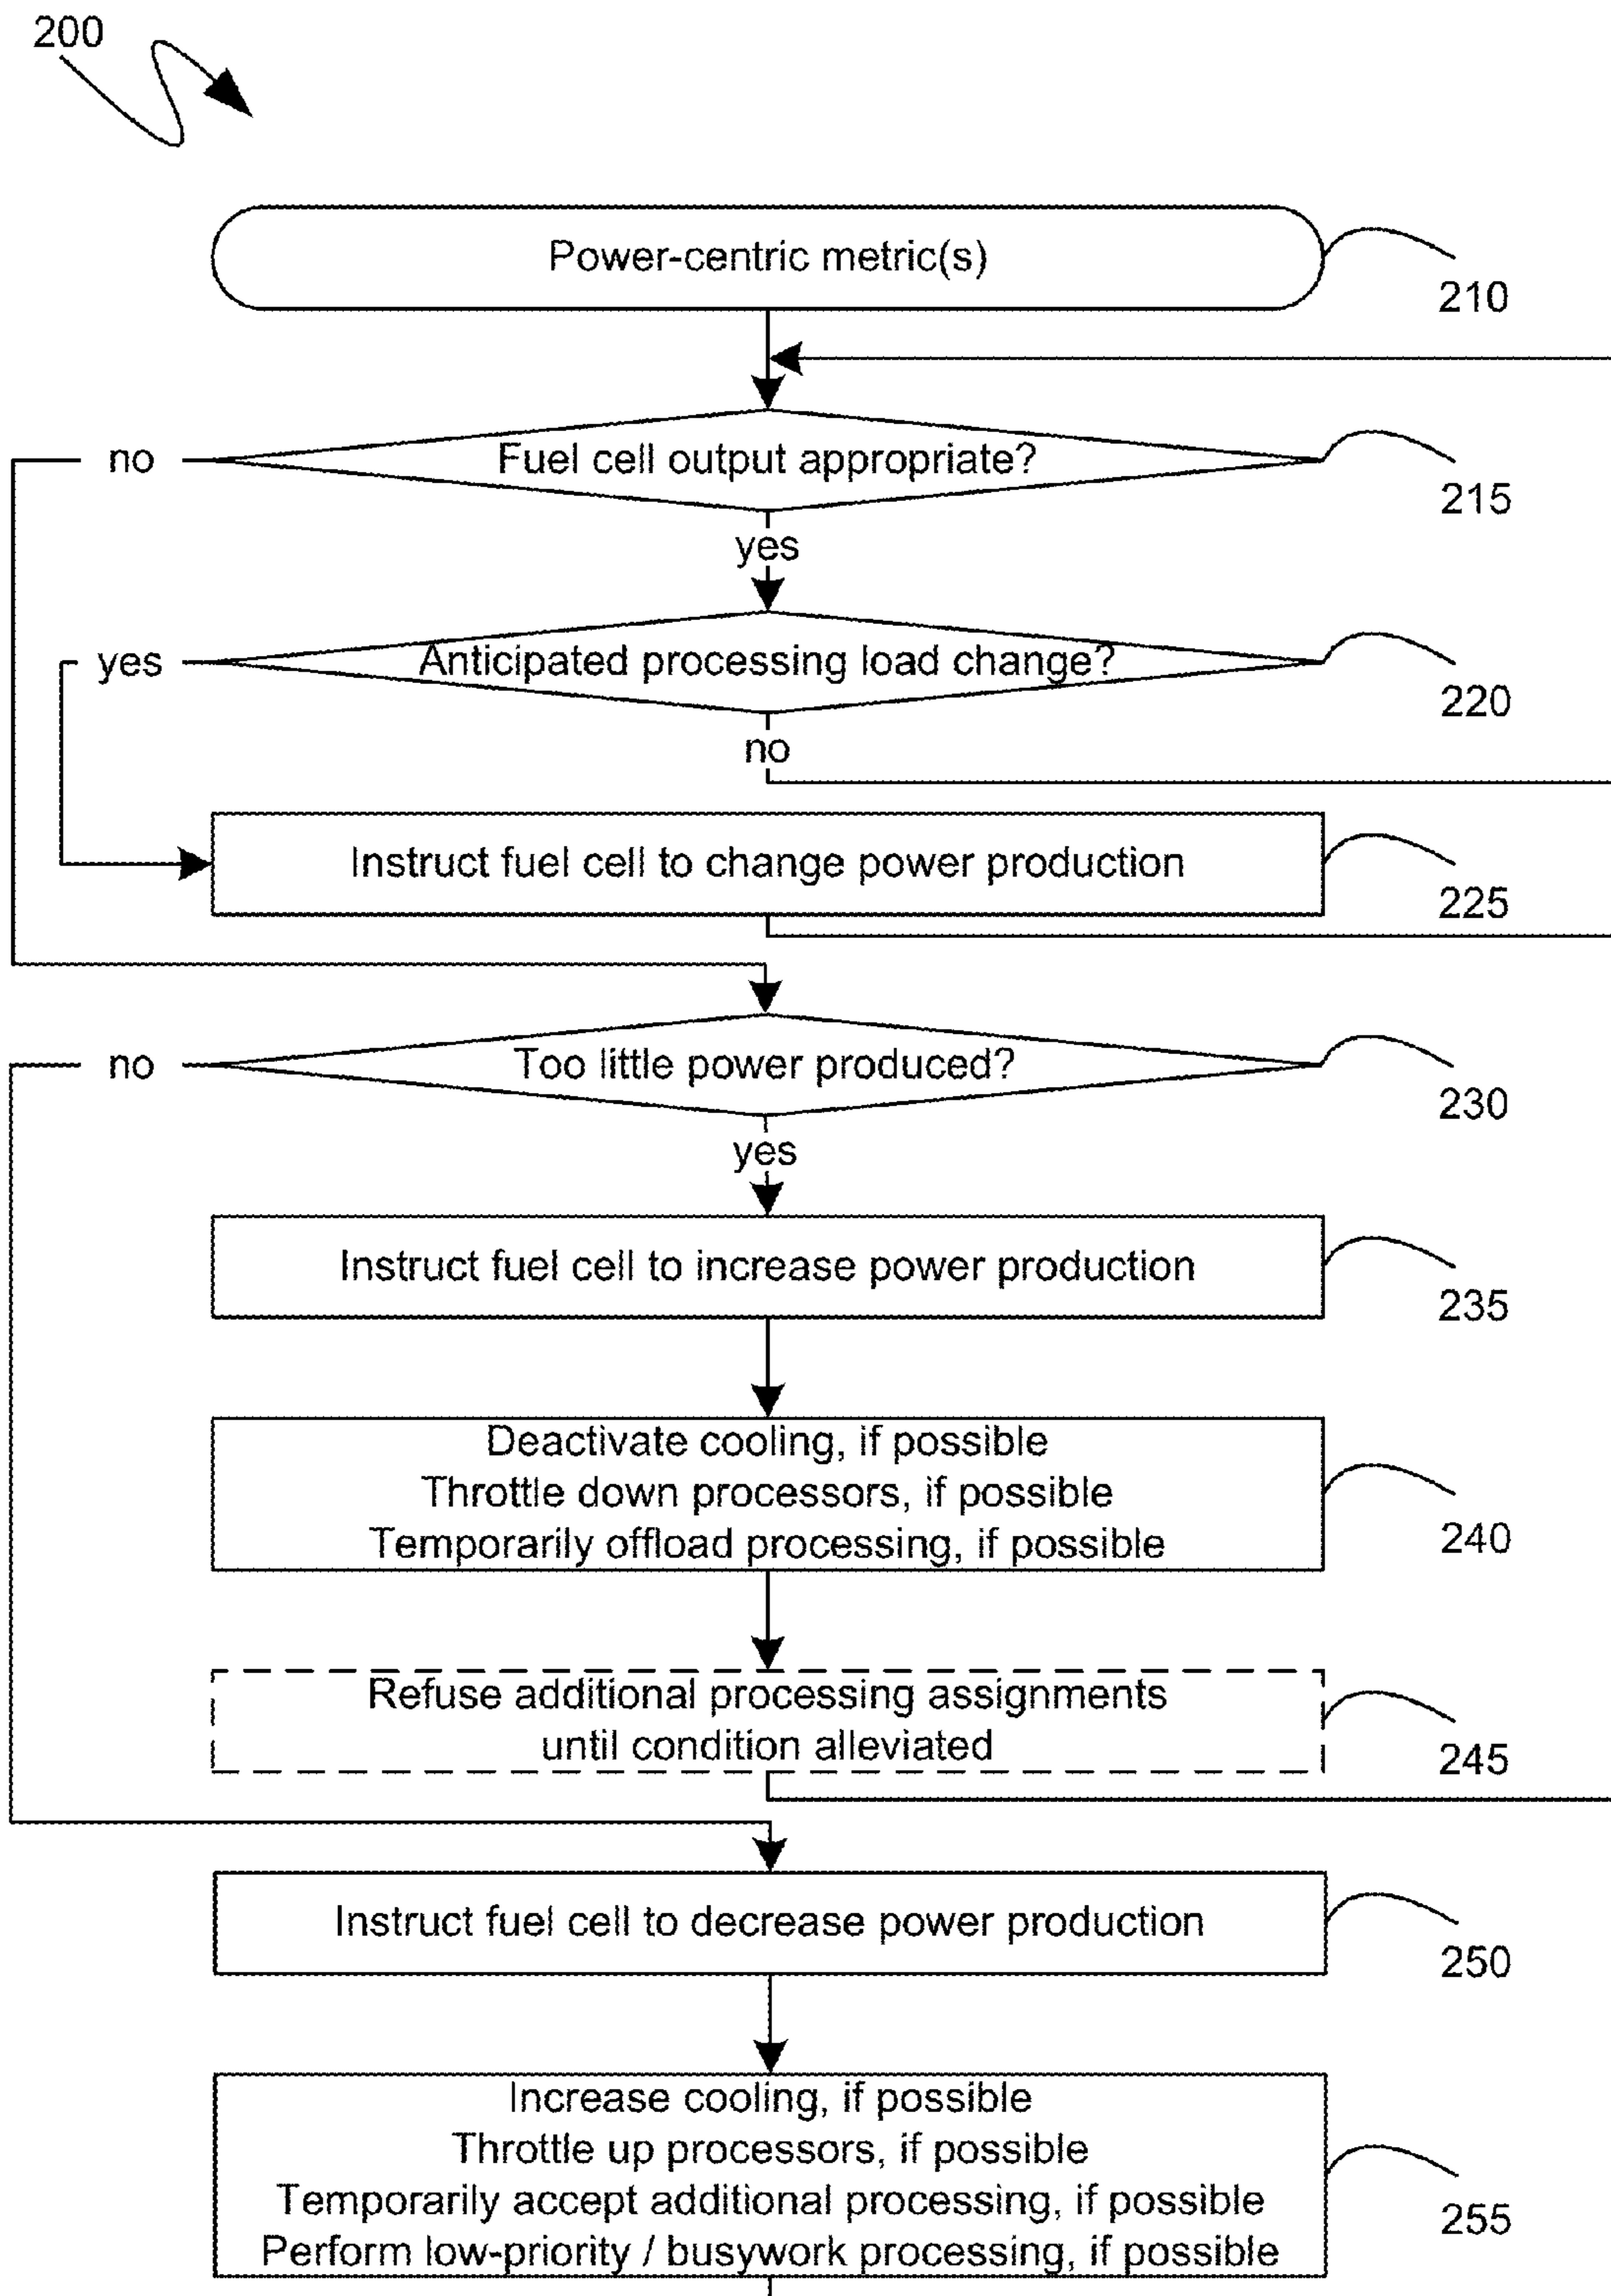 200
Power-centric metric(s)
210
Fuel cell output appropriate?
no
215
yes
Anticipated processing load change?
yes
220
no
Instruct fuel cell to change power production
225
Too little power produced?
no
230
yes
Instruct fuel cell to increase power production
235
Deactivate cooling, if possible
Throttle down processors, if possible
Temporarily offload processing, if possible
240
Refuse additional processing assignments
until condition alleviated
245
Instruct fuel cell to decrease power production
250
Increase cooling, if possible
Throttle up processors, if possible
Temporarily accept additional processing, if possible
Perform low-priority / busywork processing, if possible
255